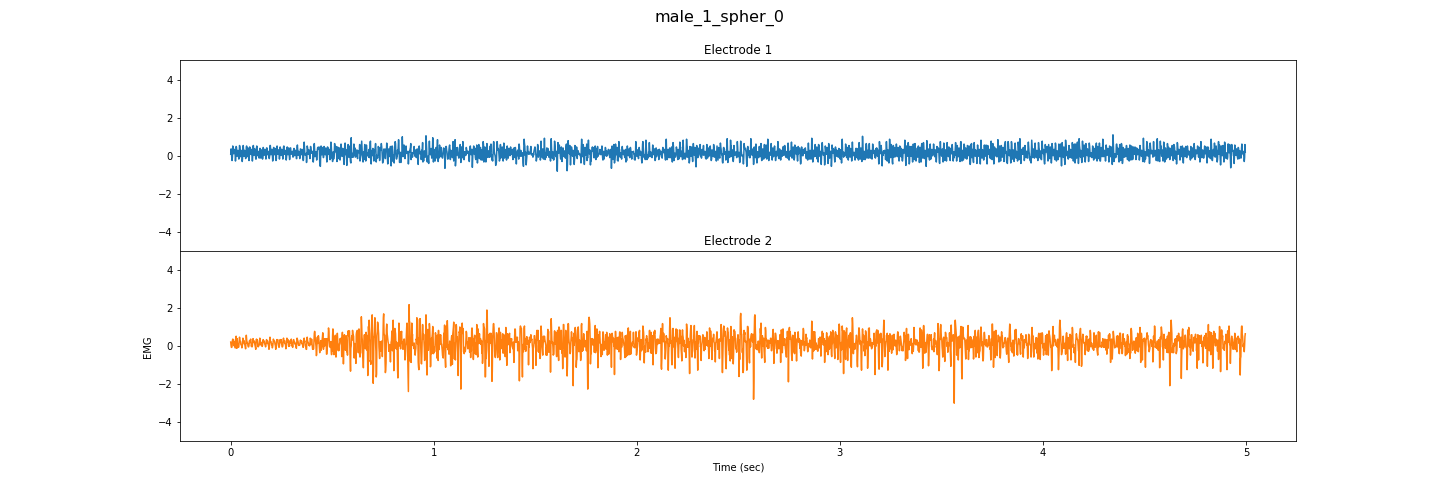 male_1_spher_0
Electrode 1
4
2
0
−2
−4
Electrode 2
4
2
0
−2
−4
EMG
0 1 2 3 4 5
Time (sec)